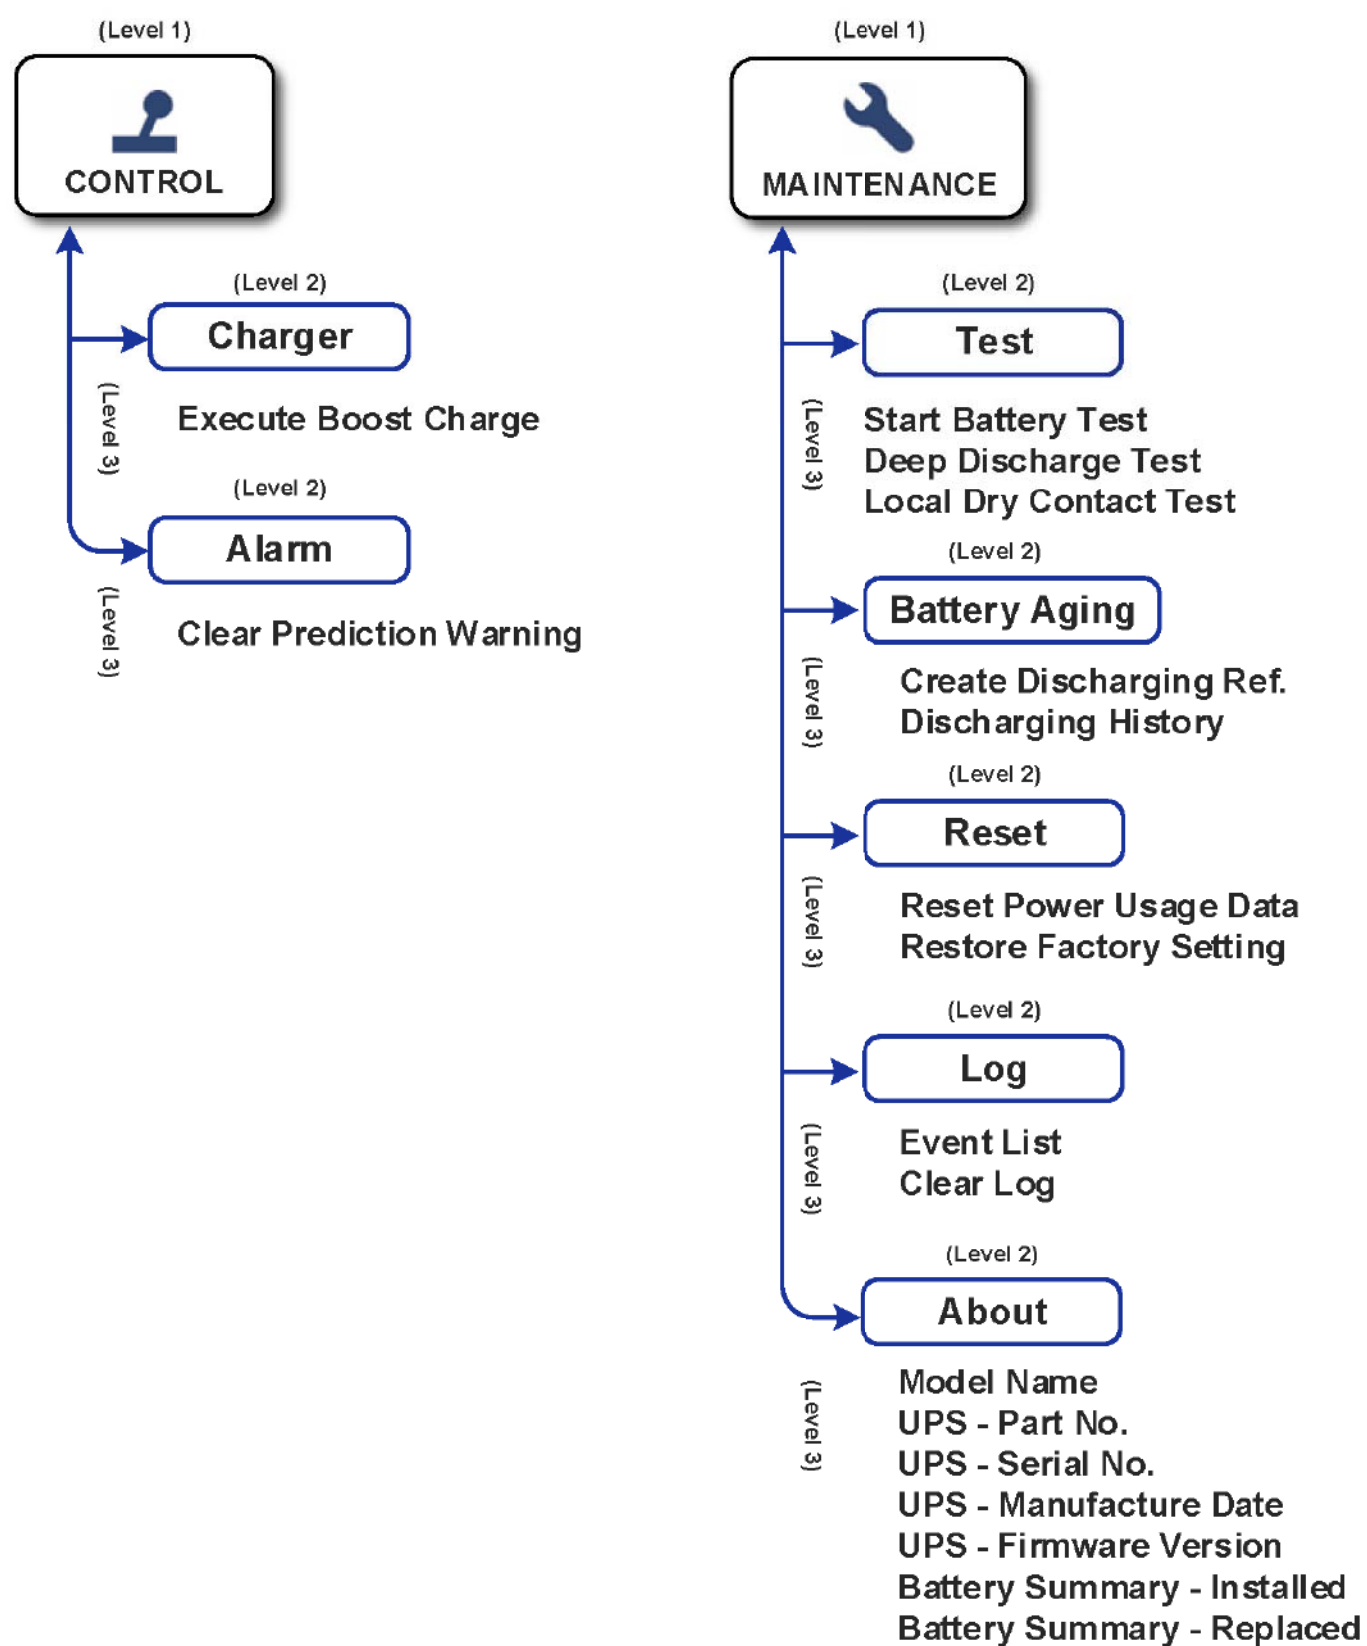 (Level 1)
CONTROL
(Level 2)
Charger
(Level 3)
Execute Boost Charge
(Level 2)
Alarm
(Level 3)
Clear Prediction Warning
(Level 1)
MAINTENANCE
(Level 2)
Test
(Level 3)
Start Battery Test
Deep Discharge Test
Local Dry Contact Test
(Level 2)
Battery Aging
(Level 3)
Create Discharging Ref.
Discharging History
(Level 2)
Reset
(Level 3)
Reset Power Usage Data
Restore Factory Setting
(Level 2)
Log
(Level 3)
Event List
Clear Log
(Level 2)
About
(Level 3)
Model Name
UPS - Part No.
UPS - Serial No.
UPS - Manufacture Date
UPS - Firmware Version
Battery Summary - Installed
Battery Summary - Replaced